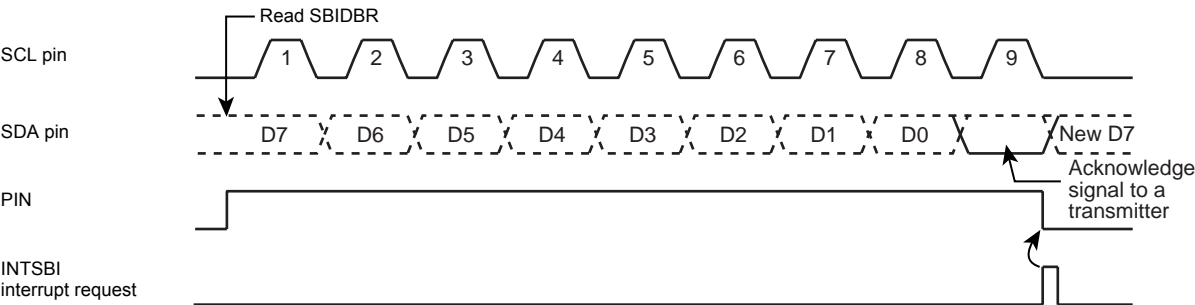 Read SBIDBR
SCL pin
1 2 3 4 5 6 7 8 9
SDA pin
D7 D6 D5 D4 D3 D2 D1 D0 New D7
Acknowledge
signal to a
transmitter
PIN
INTSBI
interrupt request